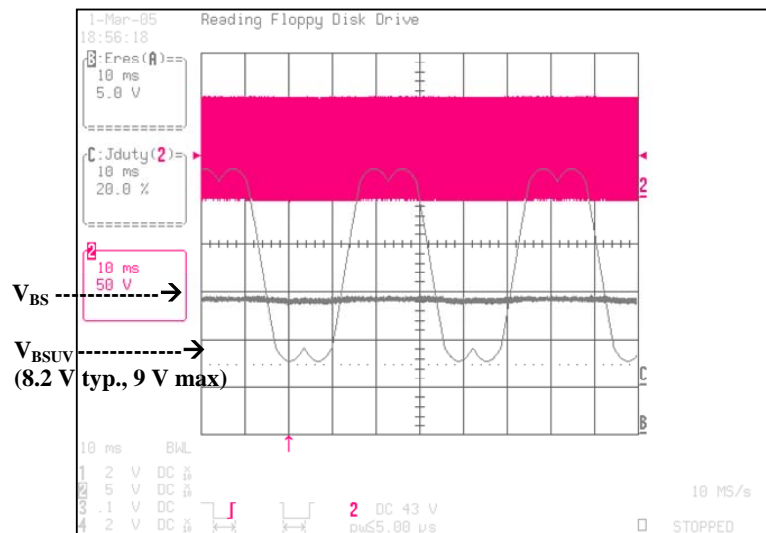 1-Mar-05
18:56:18
Reading Floppy Disk Drive
B:Eres(A)
10 ms
5.0 V
C:Jduty(2)
10 ms
20.0 %
2
10 ms
50 V
VBS
VBSUV
(8.2 V typ., 9 V max)
2
C
B
10 ms BWL
1 2 V DC
2 5 V DC
3 .1 V DC
4 2 V DC
2 DC 43 V
pw≤5.00 µs
10 MS/s
STOPPED